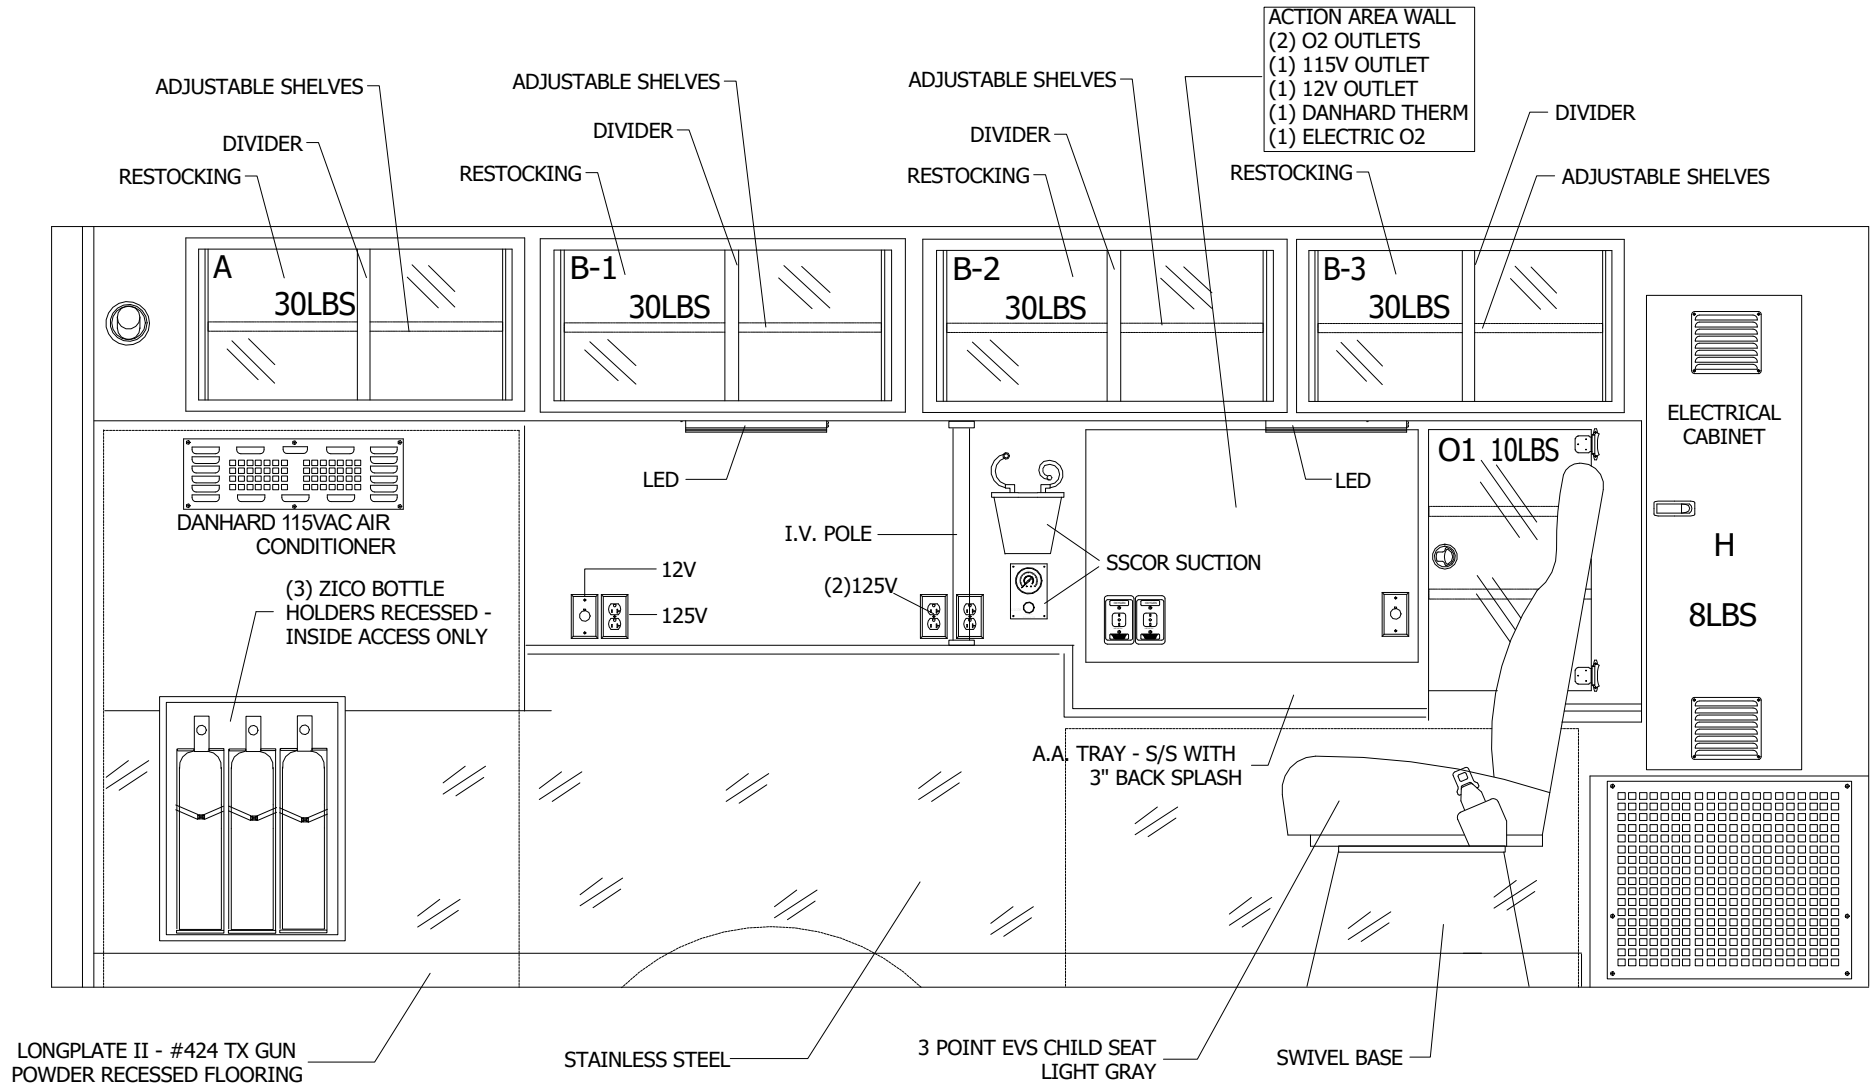 ACTION AREA WALL
(2) O2 OUTLETS
(1) 115V OUTLET
(1) 12V OUTLET
(1) DANHARD THERM
(1) ELECTRIC O2
ADJUSTABLE SHELVES
ADJUSTABLE SHELVES
ADJUSTABLE SHELVES
DIVIDER
DIVIDER
DIVIDER
DIVIDER
RESTOCKING
RESTOCKING
RESTOCKING
RESTOCKING
ADJUSTABLE SHELVES
A
30LBS
B-1
30LBS
B-2
30LBS
B-3
30LBS
ELECTRICAL
CABINET
O1 10LBS
LED
LED
DANHARD 115VAC AIR
CONDITIONER
I.V. POLE
SSCOR SUCTION
H
8LBS
12V
125V
(2)125V
(3) ZICO BOTTLE
HOLDERS RECESSED -
INSIDE ACCESS ONLY
A.A. TRAY - S/S WITH
3" BACK SPLASH
LONGPLATE II - #424 TX GUN
POWDER RECESSED FLOORING
STAINLESS STEEL
3 POINT EVS CHILD SEAT
LIGHT GRAY
SWIVEL BASE